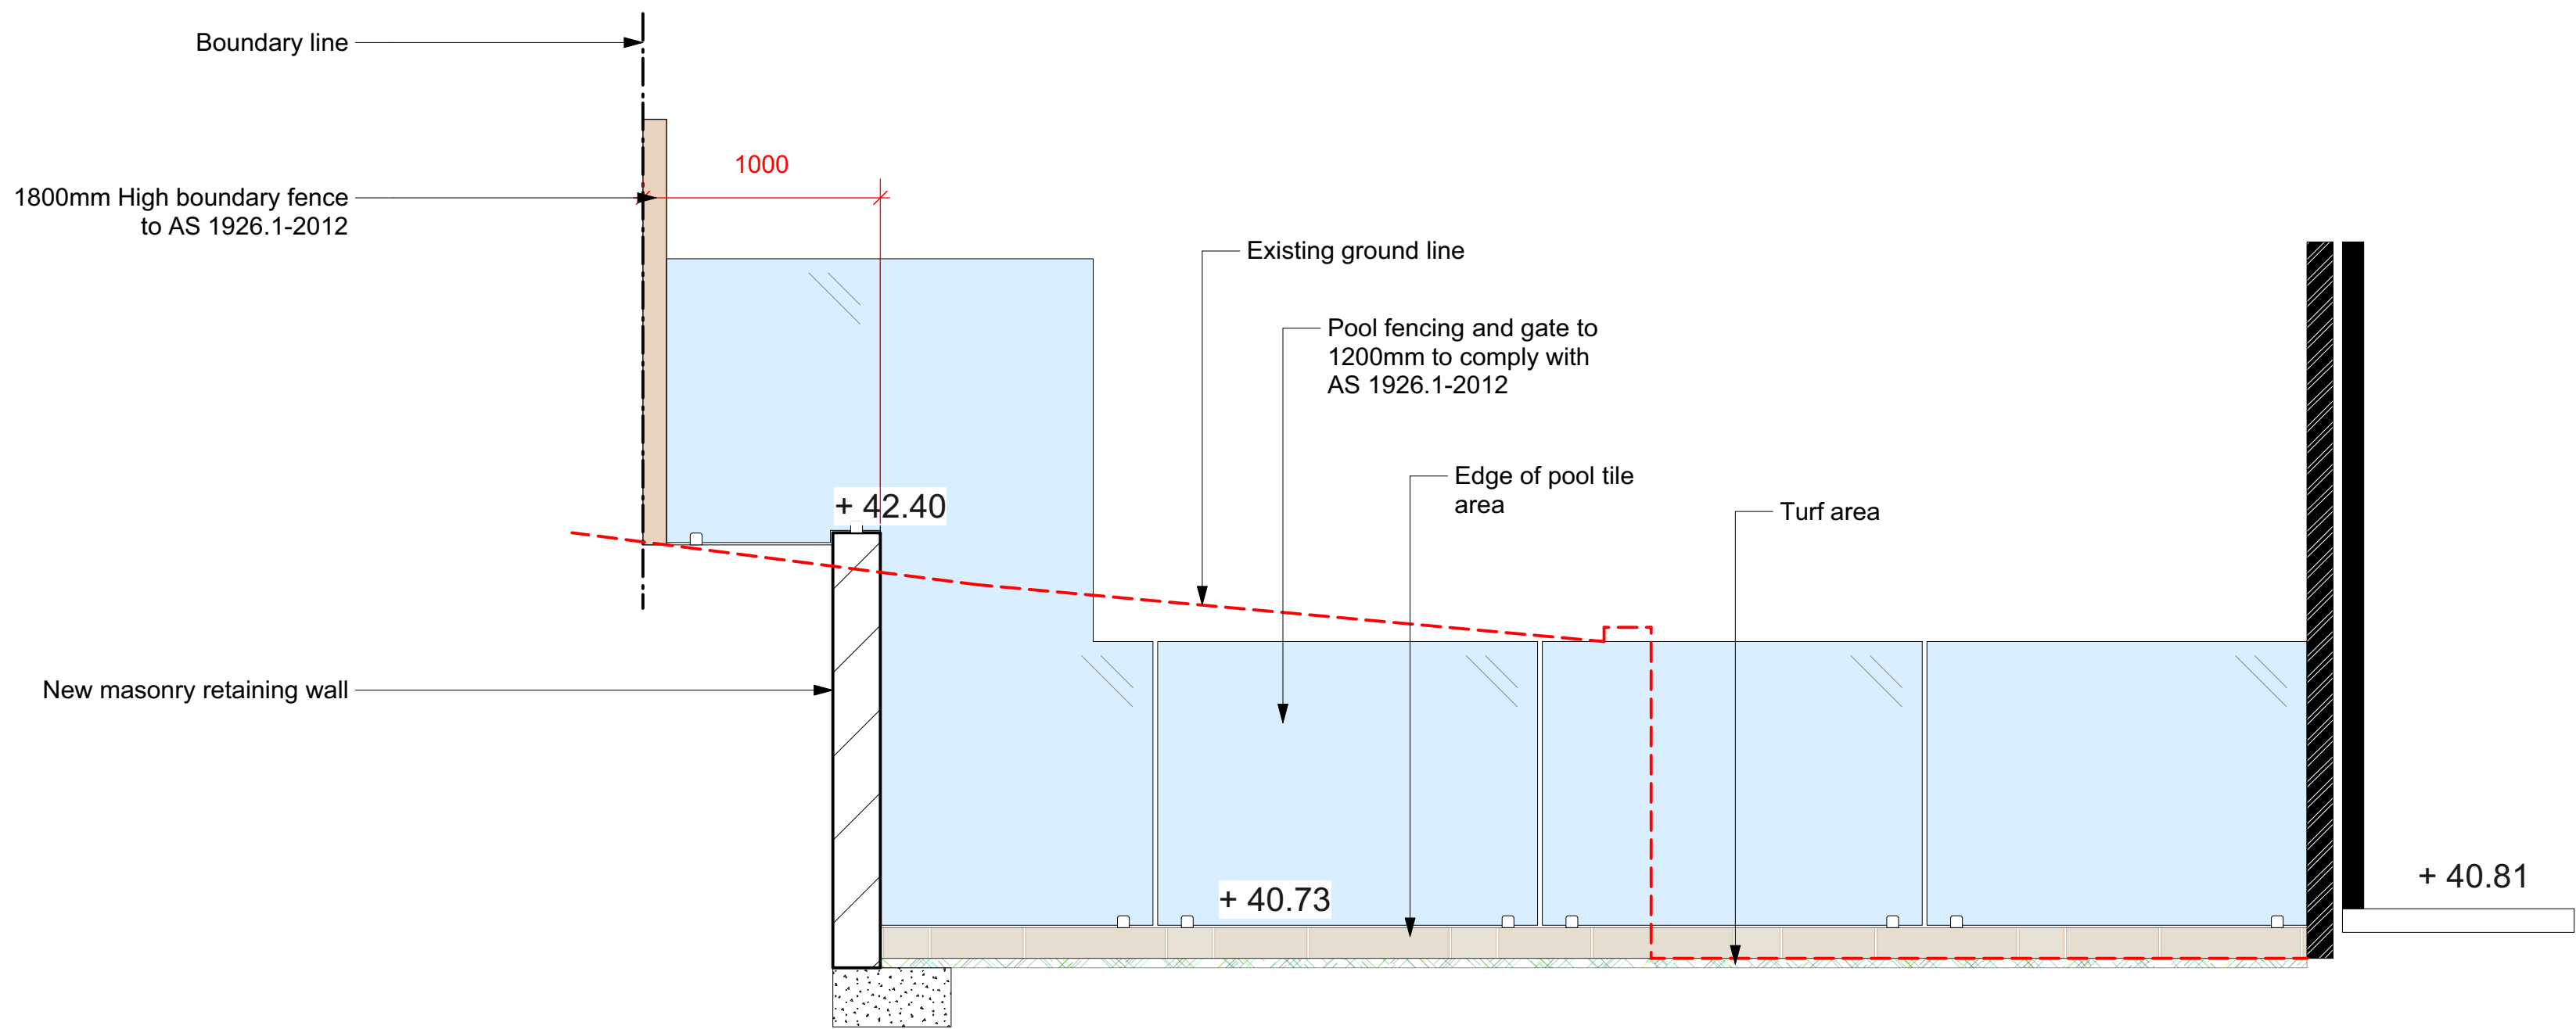 Boundary line
1000
1800mm High boundary fence
to AS 1926.1-2012
Existing ground line
Pool fencing and gate to
1200mm to comply with
AS 1926.1-2012
Edge of pool tile
area
+ 42.40
Turf area
New masonry retaining wall
+ 40.73
+ 40.81